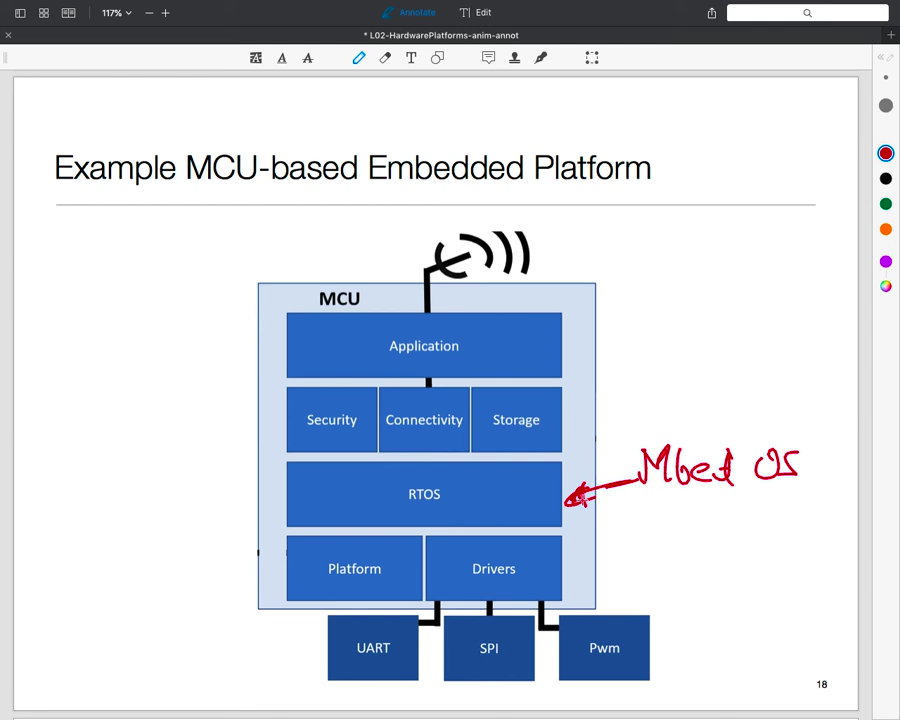 117%
Annotate
Edit
* L02-HardwarePlatforms-anim-annot
Example MCU-based Embedded Platform
MCU
Application
Security
Connectivity
Storage
Mbed OS
RTOS
Platform
Drivers
UART
SPI
Pwm
18